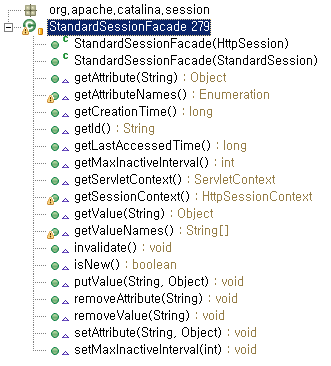 org,apache,catalina,session
StandardSessionFacade 279
StandardSessionFacade(HttpSession)
StandardSessionFacade(StandardSession)
getAttribute(String) : Object
getAttributeNames() : Enumeration
getCreationTime() : long
getId() : String
getLastAccessedTime() : long
getMaxInactiveInterval() : int
getServletContext() : ServletContext
getSessionContext() : HttpSessionContext
getValue(String) : Object
getValueNames() : String[]
invalidate() : void
isNew() : boolean
putValue(String, Object) : void
removeAttribute(String) : void
removeValue(String) : void
setAttribute(String, Object) : void
setMaxInactiveInterval(int) : void